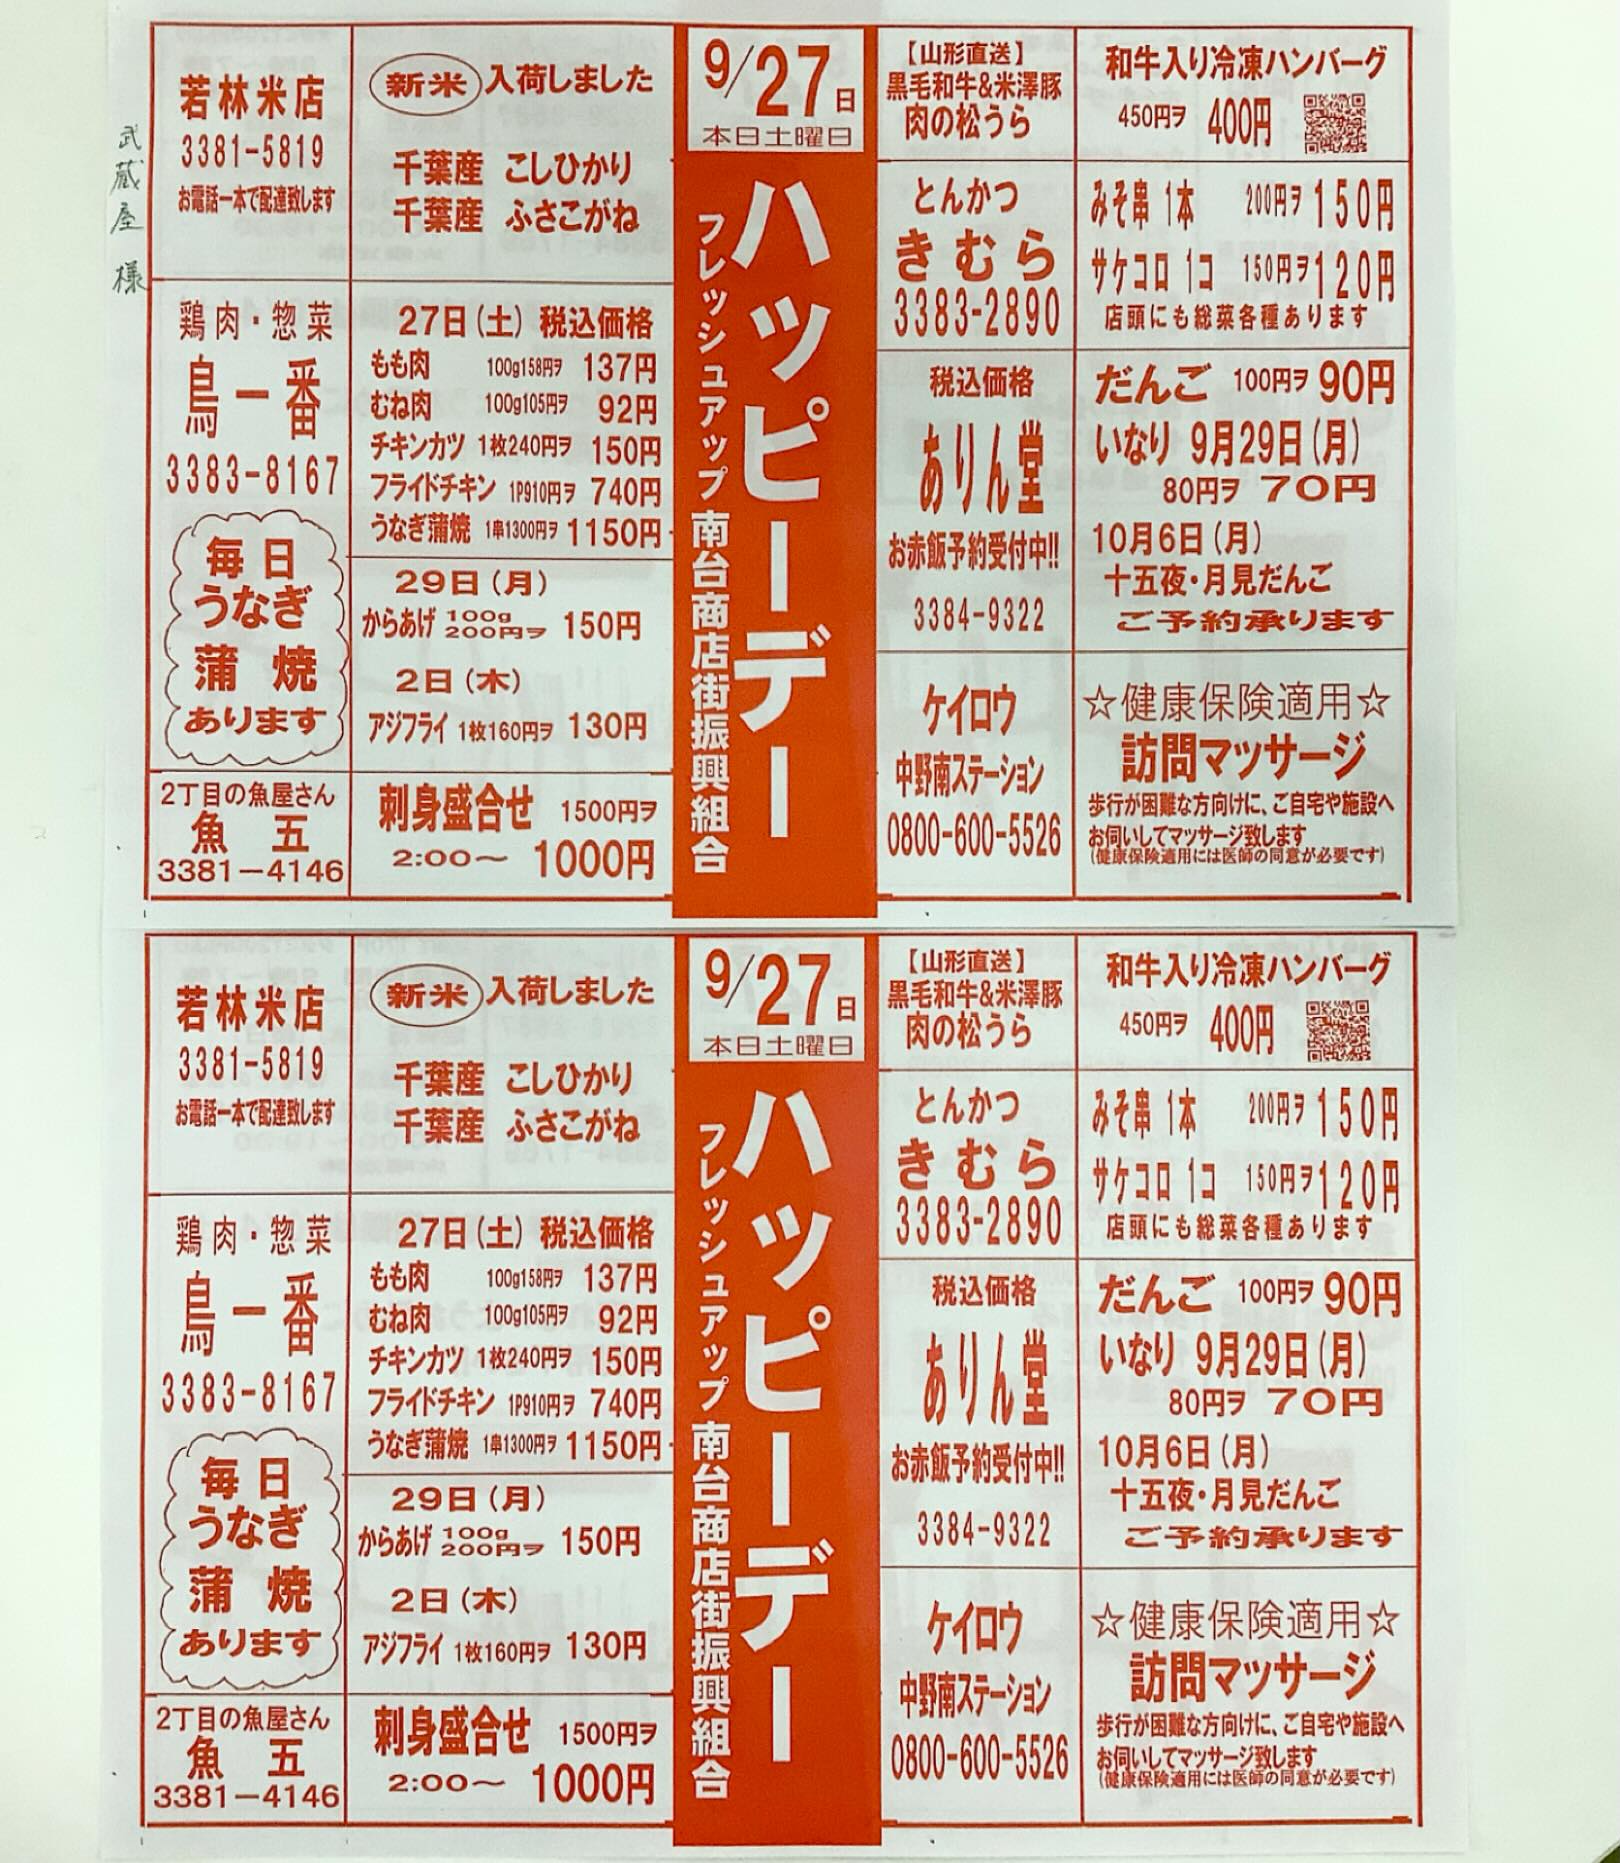 武蔵屋 様
若林米店
3381-5819
お電話一本で配達致します
新米 入荷しました
千葉産 こしひかり
千葉産 ふさこがね
鶏肉・惣菜
鳥一番
3383-8167
毎日
うなぎ
蒲焼
あります
27日(土) 税込価格
もも肉 100g158円ヲ 137円
むね肉 100g105円ヲ 92円
チキンカツ 1枚240円ヲ 150円
フライドチキン 1P910円ヲ 740円
うなぎ蒲焼 1串1300円ヲ 1150円
29日(月)
からあげ 100g 200円ヲ 150円
2日(木)
アジフライ 1枚160円ヲ 130円
2丁目の魚屋さん
魚五
3381-4146
刺身盛合せ 1500円ヲ
2:00〜 1000円
9/27日
本日土曜日
ハッピーデー
フレッシュアップ南台商店街振興組合
【山形直送】
黒毛和牛&米澤豚
肉の松うら
和牛入り冷凍ハンバーグ
450円ヲ 400円
とんかつ
きむら
3383-2890
みそ串 1本 200円ヲ 150円
サケコロ 1コ 150円ヲ 120円
店頭にも総菜各種あります
税込価格
ありん堂
お赤飯予約受付中!!
3384-9322
だんご 100円ヲ 90円
いなり 9月29日(月)
80円ヲ 70円
10月6日(月)
十五夜・月見だんご
ご予約承ります
ケイロウ
中野南ステーション
0800-600-5526
☆健康保険適用☆
訪問マッサージ
歩行が困難な方向けに、ご自宅や施設へ
お伺いしてマッサージ致します
(健康保険適用には医師の同意が必要です)
若林米店
3381-5819
お電話一本で配達致します
新米 入荷しました
千葉産 こしひかり
千葉産 ふさこがね
鶏肉・惣菜
鳥一番
3383-8167
毎日
うなぎ
蒲焼
あります
27日(土) 税込価格
もも肉 100g158円ヲ 137円
むね肉 100g105円ヲ 92円
チキンカツ 1枚240円ヲ 150円
フライドチキン 1P910円ヲ 740円
うなぎ蒲焼 1串1300円ヲ 1150円
29日(月)
からあげ 100g 200円ヲ 150円
2日(木)
アジフライ 1枚160円ヲ 130円
2丁目の魚屋さん
魚五
3381-4146
刺身盛合せ 1500円ヲ
2:00〜 1000円
9/27日
本日土曜日
ハッピーデー
フレッシュアップ南台商店街振興組合
【山形直送】
黒毛和牛&米澤豚
肉の松うら
和牛入り冷凍ハンバーグ
450円ヲ 400円
とんかつ
きむら
3383-2890
みそ串 1本 200円ヲ 150円
サケコロ 1コ 150円ヲ 120円
店頭にも総菜各種あります
税込価格
ありん堂
お赤飯予約受付中!!
3384-9322
だんご 100円ヲ 90円
いなり 9月29日(月)
80円ヲ 70円
10月6日(月)
十五夜・月見だんご
ご予約承ります
ケイロウ
中野南ステーション
0800-600-5526
☆健康保険適用☆
訪問マッサージ
歩行が困難な方向けに、ご自宅や施設へ
お伺いしてマッサージ致します
(健康保険適用には医師の同意が必要です)